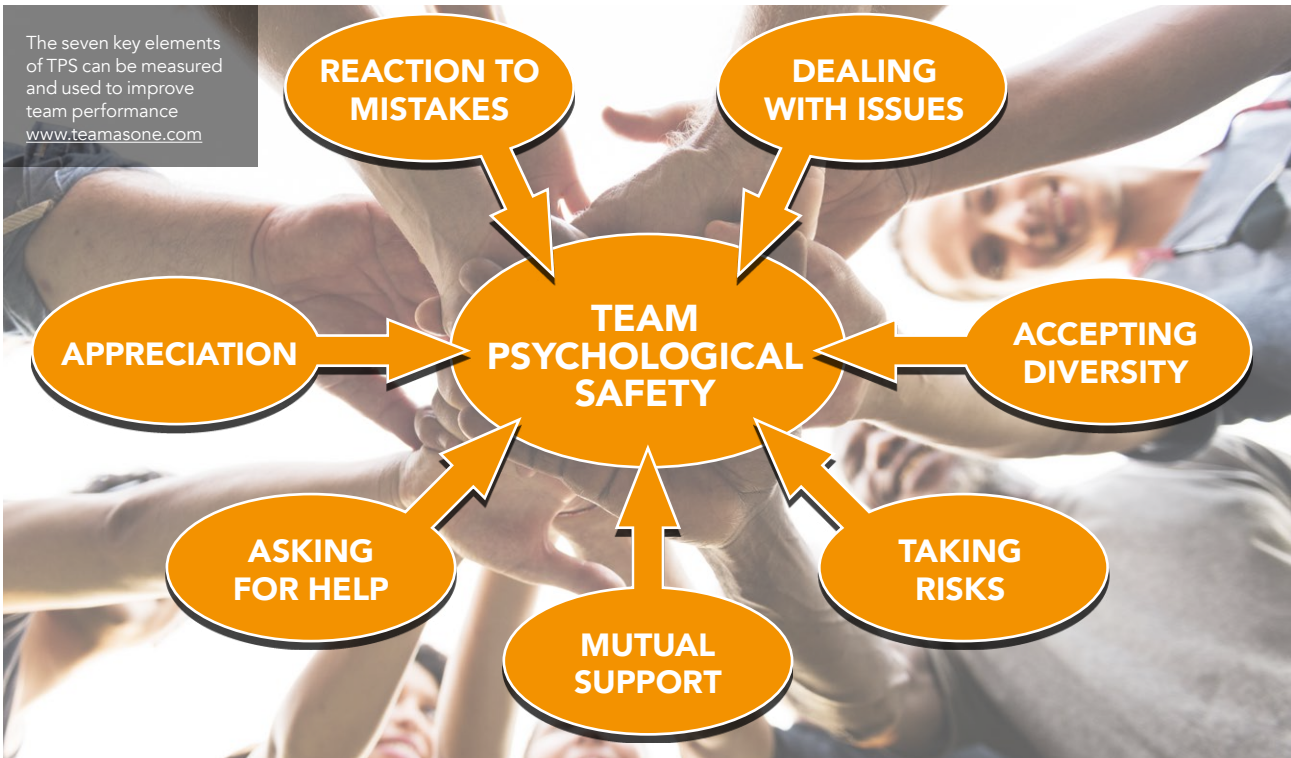 The seven key elements
of TPS can be measured
and used to improve
team performance
www.teamasone.com
REACTION TO
MISTAKES
DEALING
WITH ISSUES
APPRECIATION
TEAM
PSYCHOLOGICAL
SAFETY
ACCEPTING
DIVERSITY
ASKING
FOR HELP
TAKING
RISKS
MUTUAL
SUPPORT